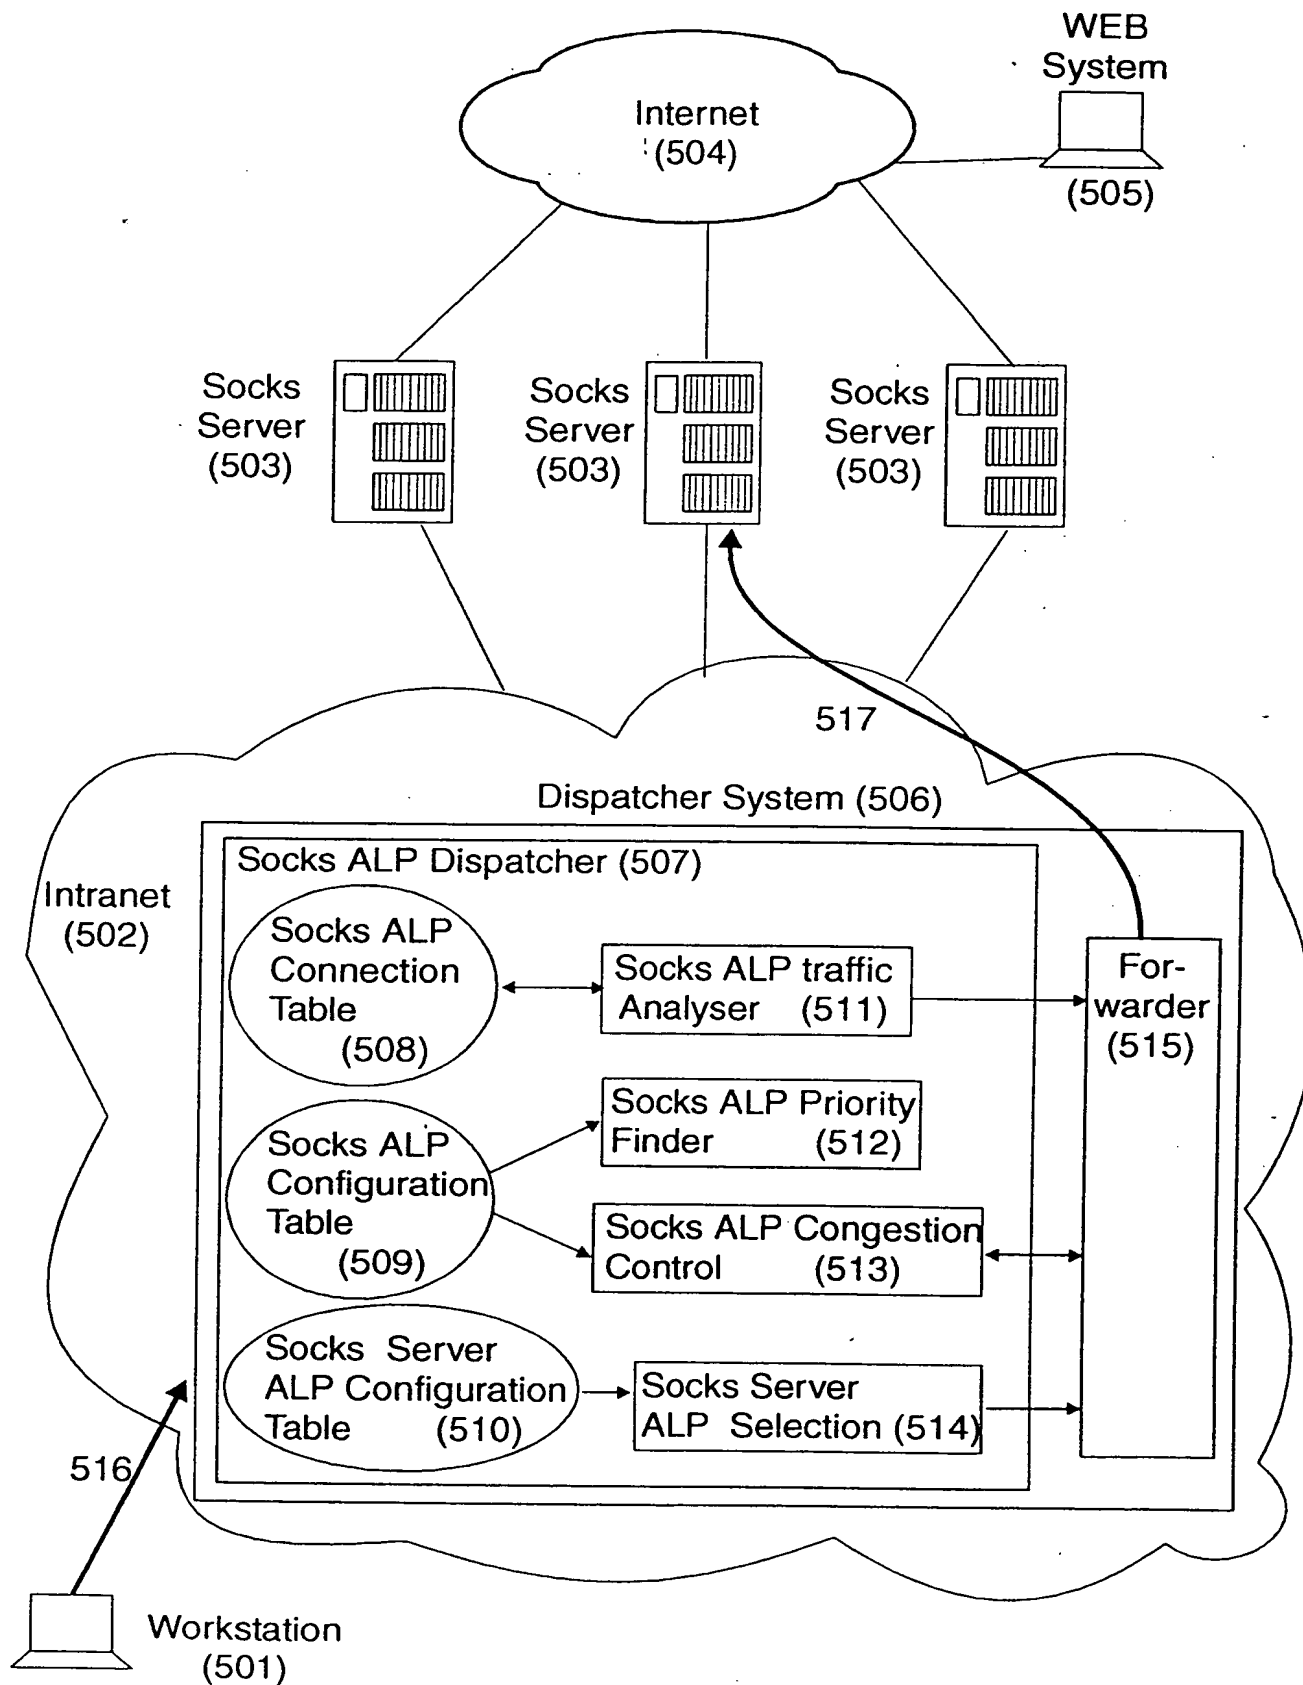 WEB
System
(505)
Internet
(504)
Socks
Server
(503)
Socks
Server
(503)
Socks
Server
(503)
517
Dispatcher System (506)
Socks ALP Dispatcher (507)
Intranet
(502)
Socks ALP
Connection
Table
(508)
Socks ALP traffic
Analyser (511)
For-
warder
(515)
Socks ALP Priority
Finder (512)
Socks ALP
Configuration
Table
(509)
Socks ALP Congestion
Control (513)
Socks Server
ALP Configuration
Table (510)
Socks Server
ALP Selection (514)
516
Workstation
(501)